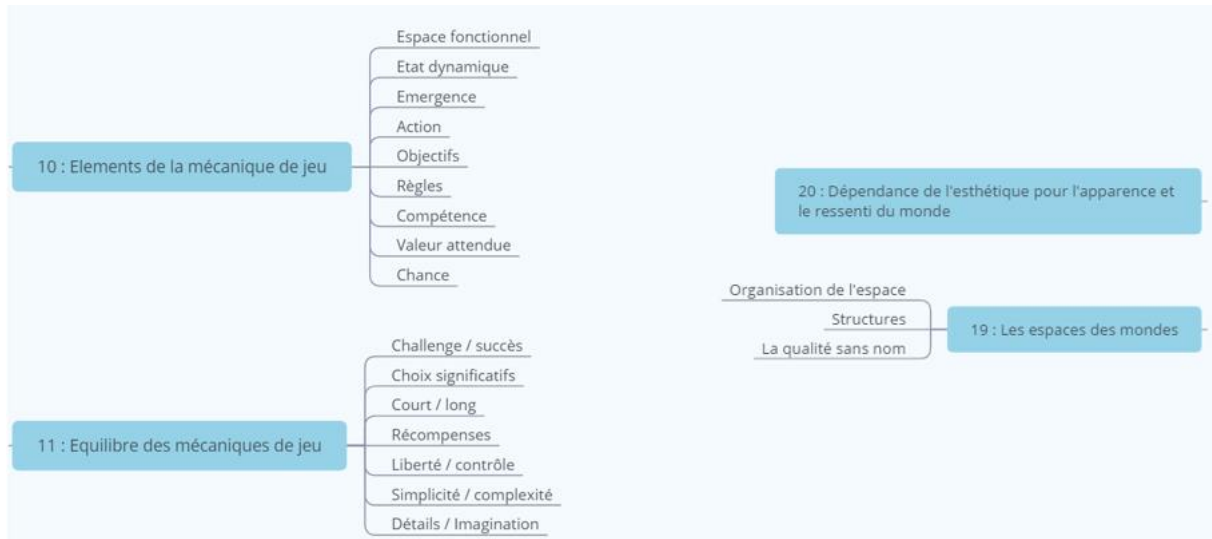 10 : Elements de la mécanique de jeu
Espace fonctionnel
Etat dynamique
Emergence
Action
Objectifs
Règles
Compétence
Valeur attendue
Chance
11 : Equilibre des mécaniques de jeu
Challenge / succès
Choix significatifs
Court / long
Récompenses
Liberté / contrôle
Simplicité / complexité
Détails / Imagination
20 : Dépendance de l'esthétique pour l'apparence et
le ressenti du monde
19 : Les espaces des mondes
Organisation de l'espace
Structures
La qualité sans nom